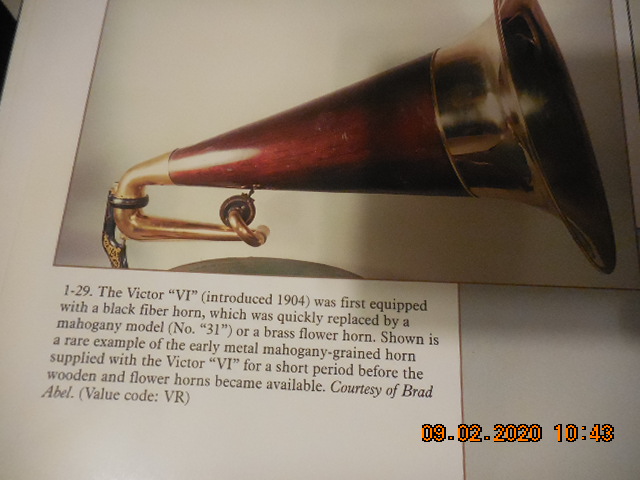 1-29. The Victor "VI" (introduced 1904) was first equipped
with a black fiber horn, which was quickly replaced by a
mahogany model (No. "31") or a brass flower horn. Shown is
a rare example of the early metal mahogany-grained horn
supplied with the Victor "VI" for a short period before the
wooden and flower horns became available. Courtesy of Brad
Abel. (Value code: VR)
09.02.2020 10:43